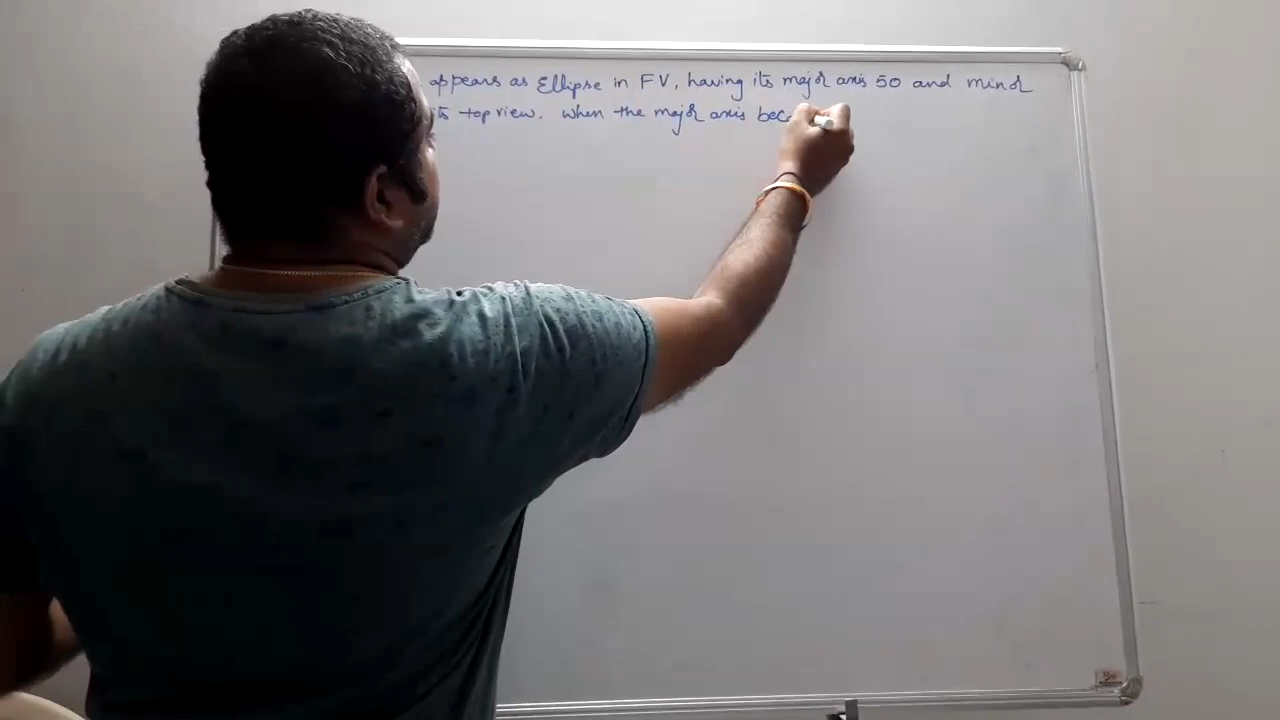 appears as Ellipse in FV, having its major axis 50 and minor
its top view. When the major axis bec